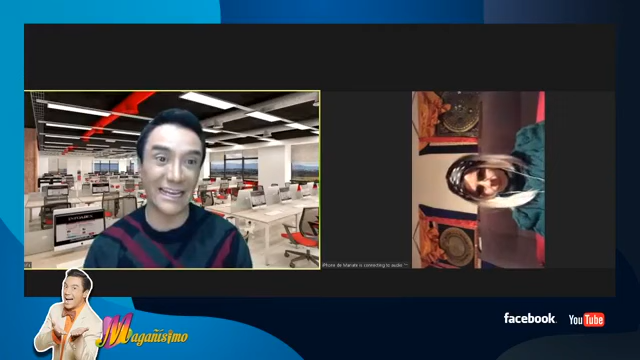 iPhone de Mariale is connecting to audio
Magañísimo
facebook.
YouTube